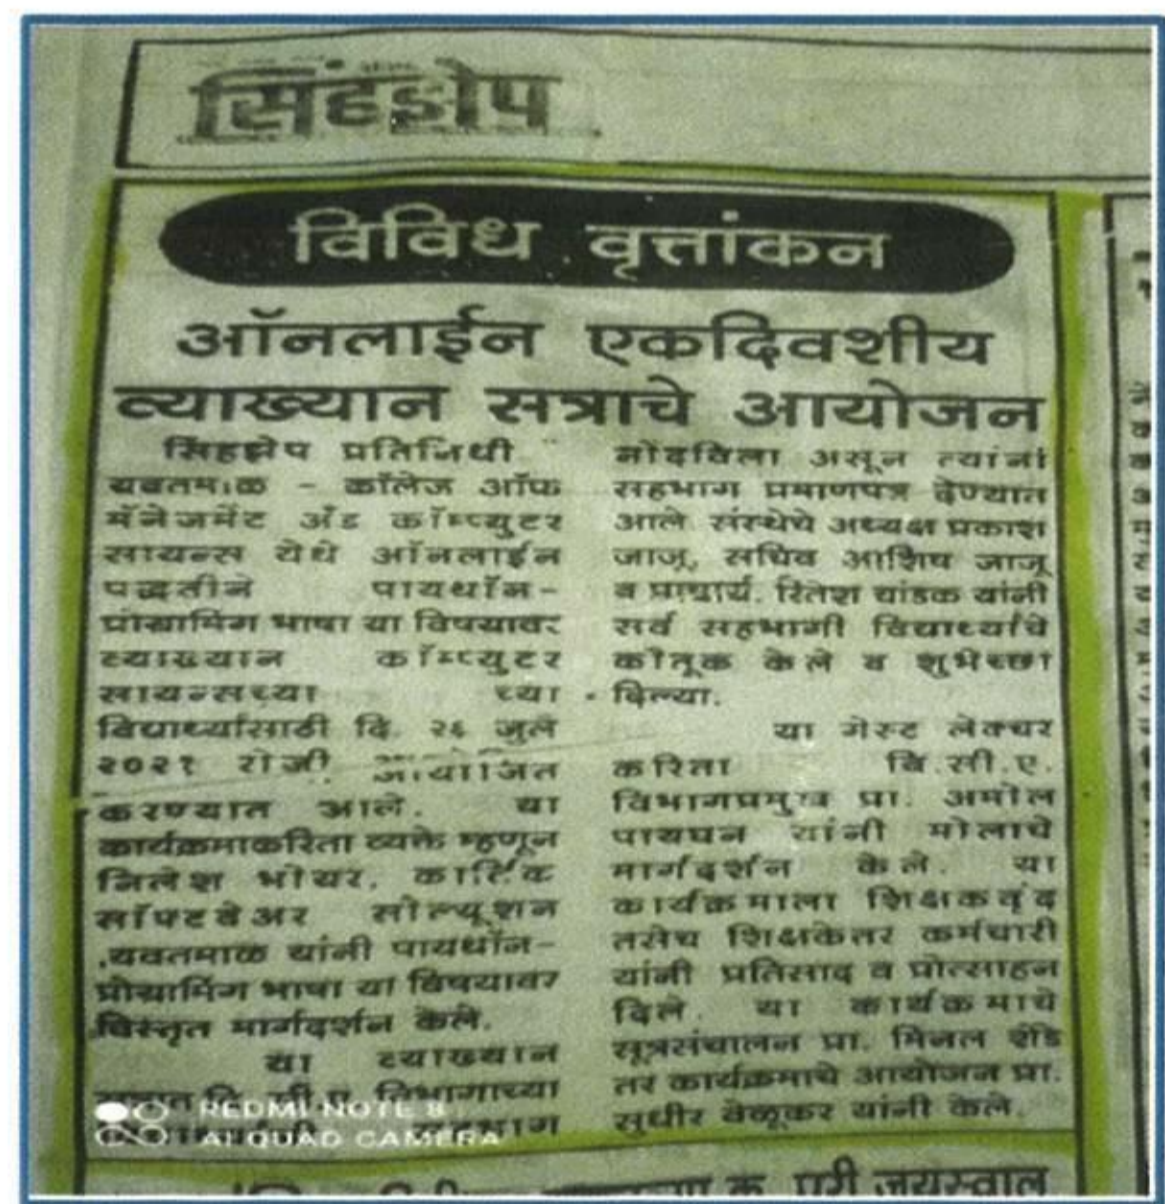 सिंहझेप
विविध वृत्तांकन
ऑनलाईन एकदिवशीय
व्याख्यान सत्राचे आयोजन
सिंहझेप प्रतिनिधी
यवतमाळ - कॉलेज ऑफ
मॅनेजमेंट अँड कॉम्प्युटर
सायन्स येथे ऑनलाईन
पद्धतीने पायथॉन-
प्रोग्रामिंग भाषा या विषयावर
व्याख्यान कॉम्प्युटर
सायन्सच्या च्या
विद्यार्थ्यांसाठी दि. २६ जुलै
२०२१ रोजी आयोजित
करण्यात आले. या
कार्यक्रमाकरिता व्यक्ते म्हणून
निलेश भोयर, कार्तिक
सॉफ्टवेअर सोल्यूशन
,यवतमाळ यांनी पायथॉन-
प्रोग्रामिंग भाषा या विषयावर
विस्तृत मार्गदर्शन केले.
या व्याख्यान
सी.ए. विभागाच्या
सहभाग
नोंदविला असून त्यांना
सहभाग प्रमाणपत्र देण्यात
आले संस्थेचे अध्यक्ष प्रकाश
जाजू, सचिव आशिष जाजू
व प्राचार्य. रितेश चांडक यांनी
सर्व सहभागी विद्यार्थ्यांचे
कौतूक केले व शुभेच्छा
दिल्या.
या गेस्ट लेक्चर
करिता बि.सी.ए.
विभागप्रमुख प्रा. अमोल
पायघन यांनी मोलाचे
मार्गदर्शन केले. या
कार्यक्रमाला शिक्षकवृंद
तसेच शिक्षकेतर कर्मचारी
यांनी प्रतिसाद व प्रोत्साहन
दिले. या कार्यक्रमाचे
सूत्रसंचालन प्रा. मिनल शेंडे
तर कार्यक्रमाचे आयोजन प्रा.
सुधीर वेळूकर यांनी केले.
REDMI NOTE 8
AI QUAD CAMERA